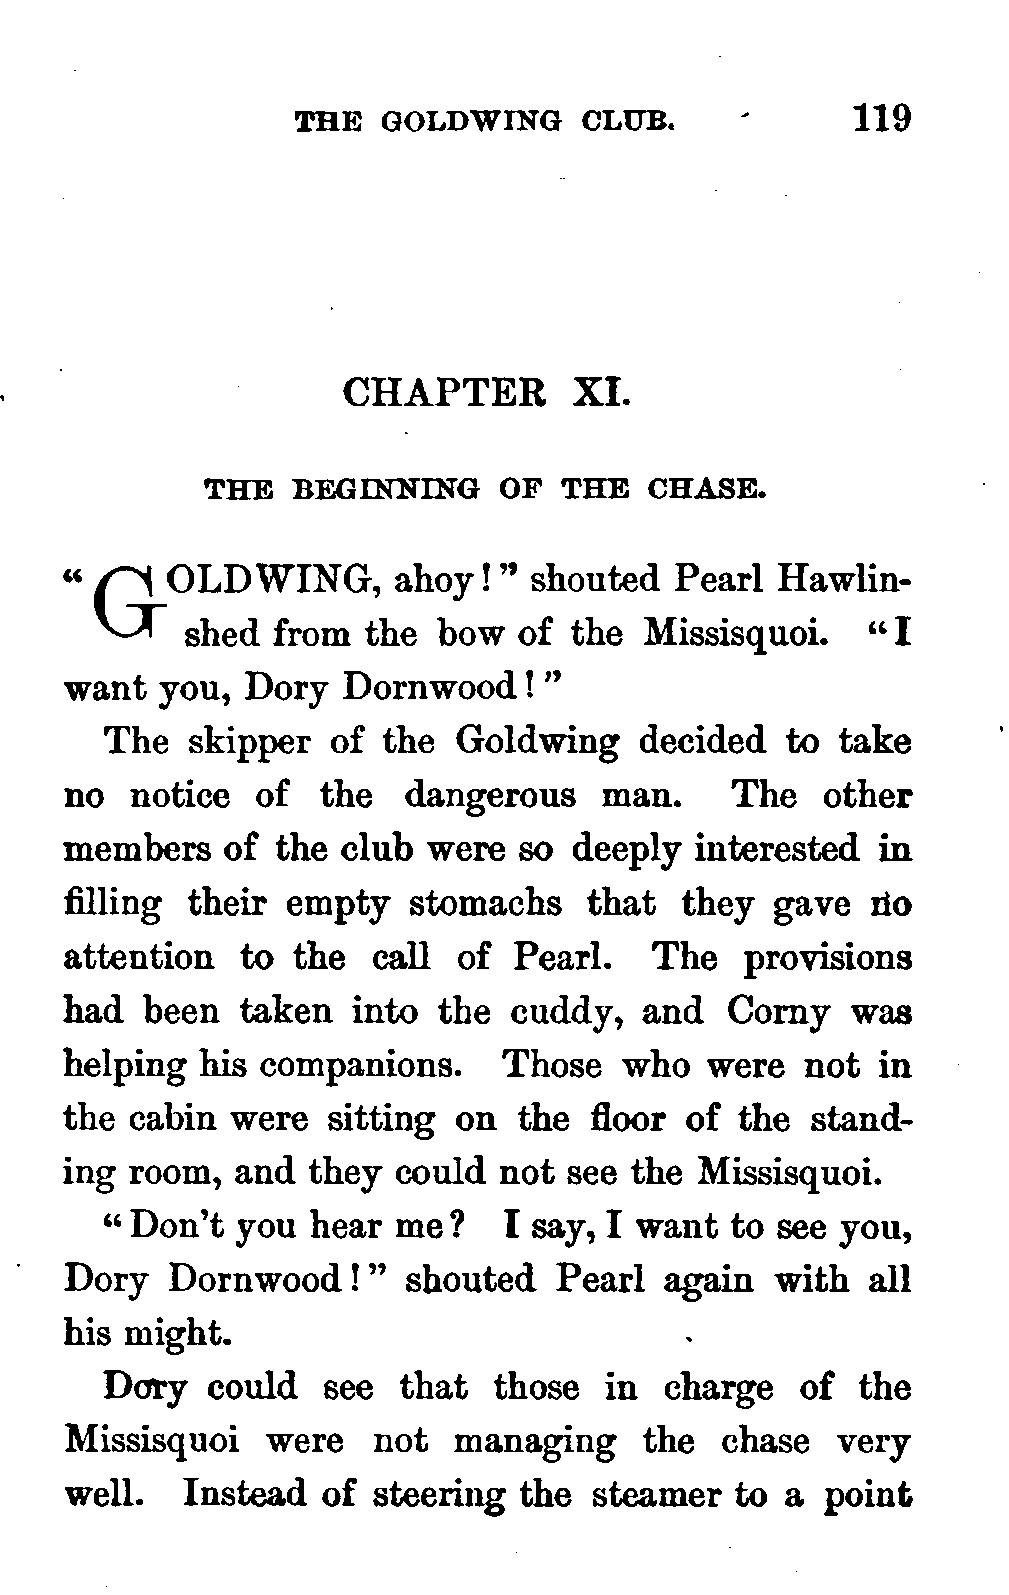 THE GOLDWING CLUB. 119
CHAPTER XI.
THE BEGINNING OF THE CHASE.
“GOLDWING, ahoy!” shouted Pearl Hawlin-
shed from the bow of the Missisquoi. “I
want you, Dory Dornwood!”
The skipper of the Goldwing decided to take
no notice of the dangerous man. The other
members of the club were so deeply interested in
filling their empty stomachs that they gave no
attention to the call of Pearl. The provisions
had been taken into the cuddy, and Corny was
helping his companions. Those who were not in
the cabin were sitting on the floor of the stand-
ing room, and they could not see the Missisquoi.
“Don't you hear me? I say, I want to see you,
Dory Dornwood!” shouted Pearl again with all
his might.
Dory could see that those in charge of the
Missisquoi were not managing the chase very
well. Instead of steering the steamer to a point